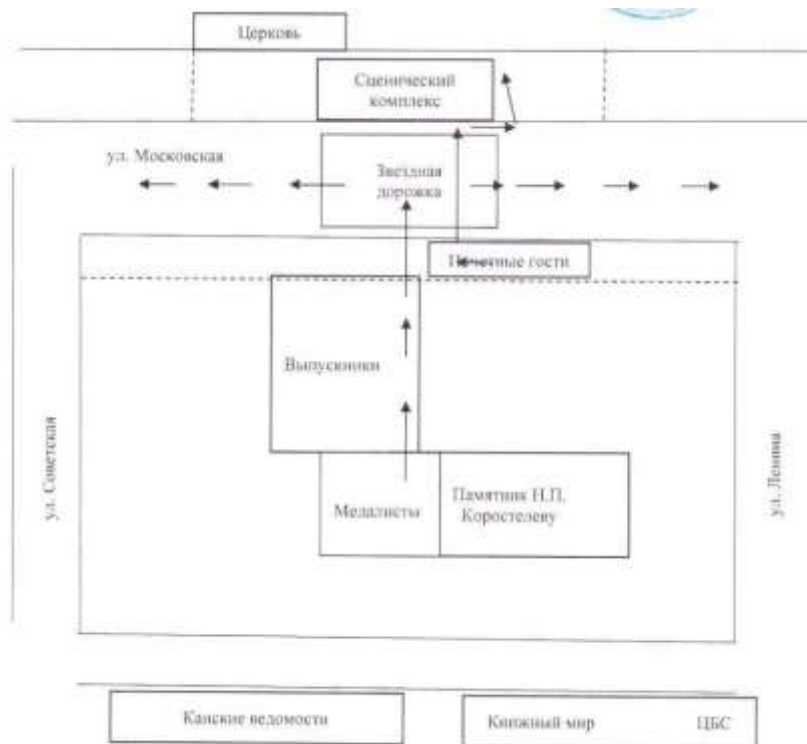 Церковь
Сценический
комплекс
ул. Московская
Звездная
дорожка
Почетные гости
Выпускники
ул. Советская
ул. Ленина
Медалисты
Памятник Н.П.
Коростелеву
Канские ведомости
Книжный мир ЦБС